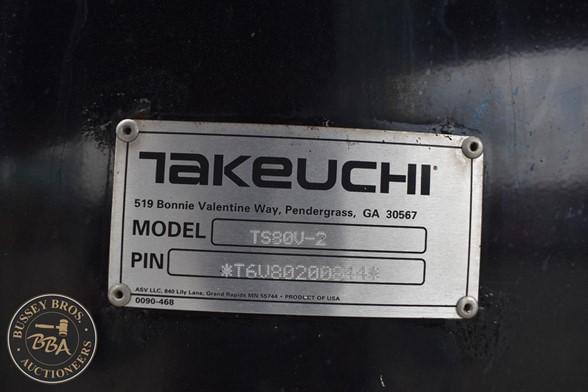 TAKEUCHI
519 Bonnie Valentine Way, Pendergrass, GA 30567
MODEL TS80V-2
PIN *T6V80200844*
ASV LLC, 840 Lily Lane, Grand Rapids MN 55744 • PRODUCT OF USA
0090-468
BUSSEY BROS.
BBA
AUCTIONEERS